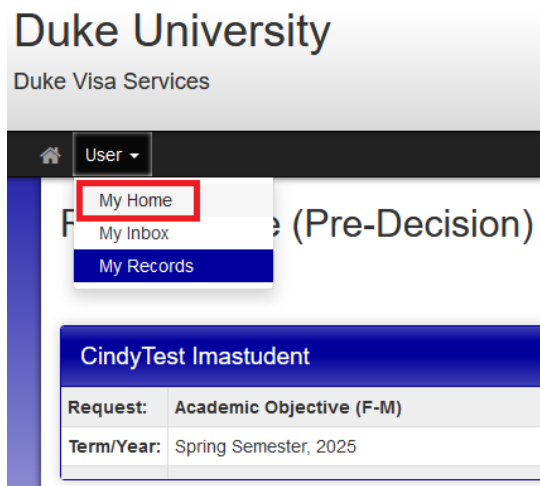 Duke University
Duke Visa Services
User
My Home
My Inbox
My Records
(Pre-Decision)
CindyTest Imastudent
Request: Academic Objective (F-M)
Term/Year: Spring Semester, 2025